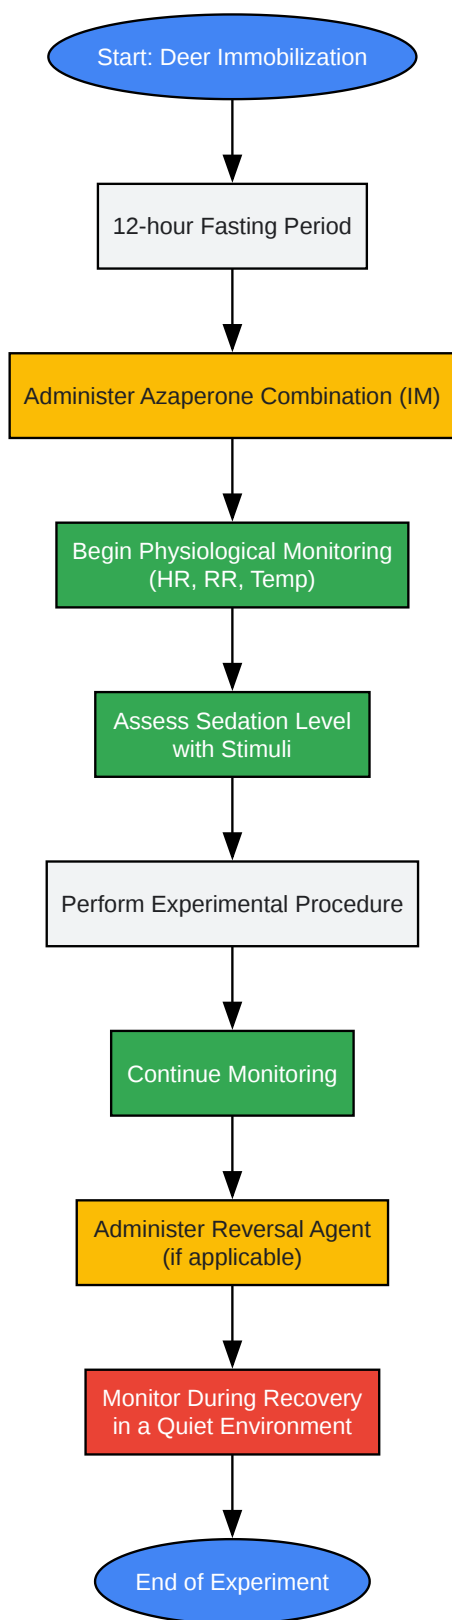 Start: Deer Immobilization
12-hour Fasting Period
Administer Azaperone Combination (IM)
Begin Physiological Monitoring
(HR, RR, Temp)
Assess Sedation Level
with Stimuli
Perform Experimental Procedure
Continue Monitoring
Administer Reversal Agent
(if applicable)
Monitor During Recovery
in a Quiet Environment
End of Experiment